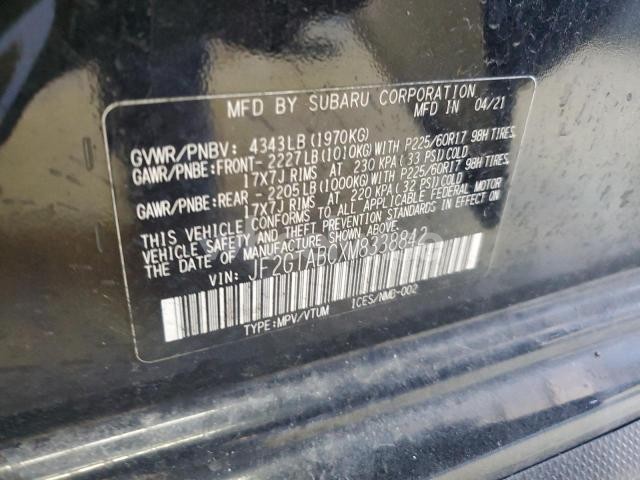 MFD BY SUBARU CORPORATION
MFD IN 04/21
GVWR/PNBV: 4343LB(1970KG)
GAWR/PNBE:FRONT- 2227LB(1010KG)WITH P225/60R17 98H TIRES,
17X7J RIMS AT 230 KPA(33 PSI)COLD
GAWR/PNBE:REAR - 2205LB(1000KG)WITH P225/60R17 98H TIRES,
17X7J RIMS AT 220 KPA(32 PSI)COLD
THIS VEHICLE CONFORMS TO ALL APPLICABLE FEDERAL MOTOR
VEHICLE SAFETY AND THEFT PREVENTION STANDARDS IN EFFECT ON
THE DATE OF MANUFACTURE SHOWN ABOVE.
VIN: JF2GTABCXM8338842
TYPE:MPV/VTUM 1CES/NMC-002